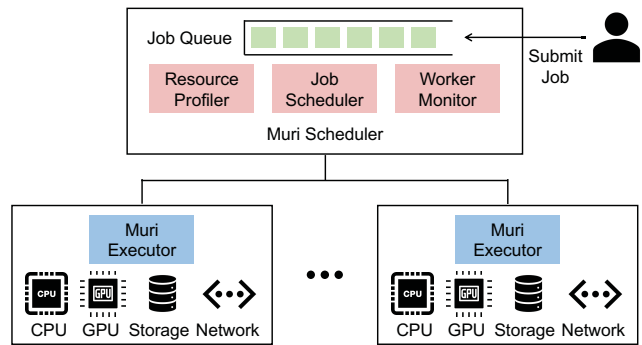 Job Queue
Submit
Job
Resource
Profiler
Job
Scheduler
Worker
Monitor
Muri Scheduler
Muri
Executor
CPU
GPU
CPU GPU Storage Network
Muri
Executor
CPU
GPU
CPU GPU Storage Network